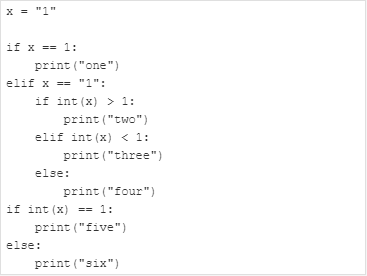 x = "1"

if x == 1:
    print("one")
elif x == "1":
    if int(x) > 1:
        print("two")
    elif int(x) < 1:
        print("three")
    else:
        print("four")
if int(x) == 1:
    print("five")
else:
    print("six")